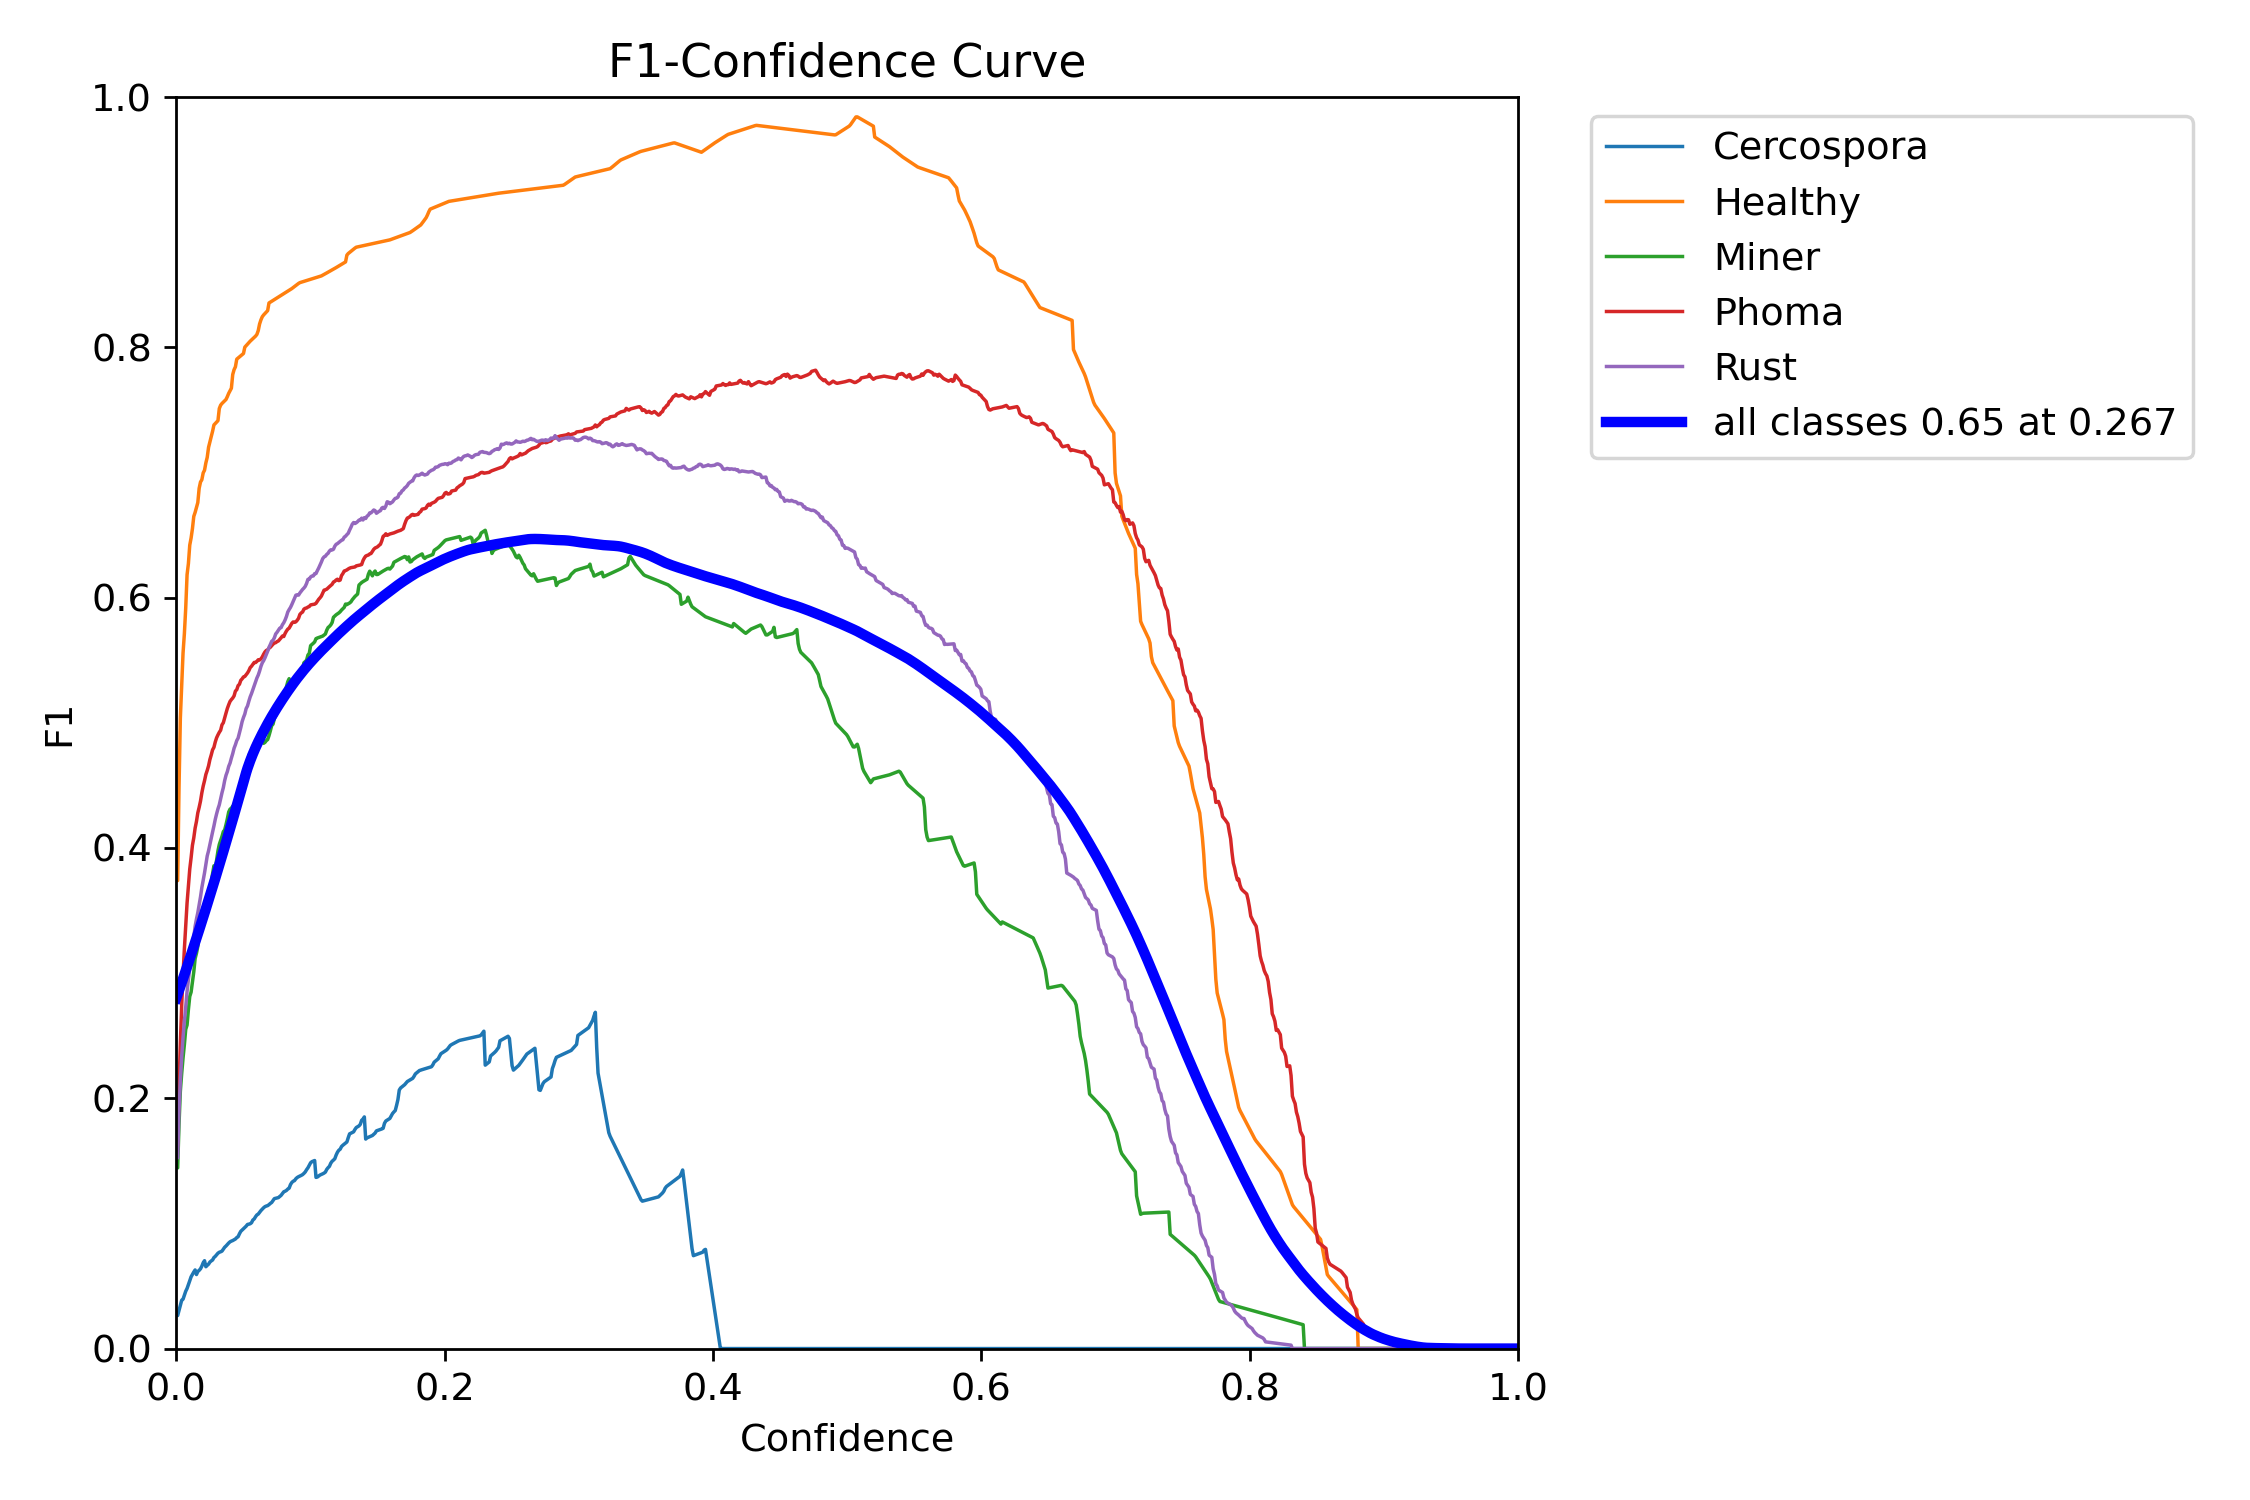 F1-Confidence Curve
1.0
0.8
0.6
0.4
0.2
0.0
F1
0.0 0.2 0.4 0.6 0.8 1.0
Confidence
Cercospora
Healthy
Miner
Phoma
Rust
all classes 0.65 at 0.267